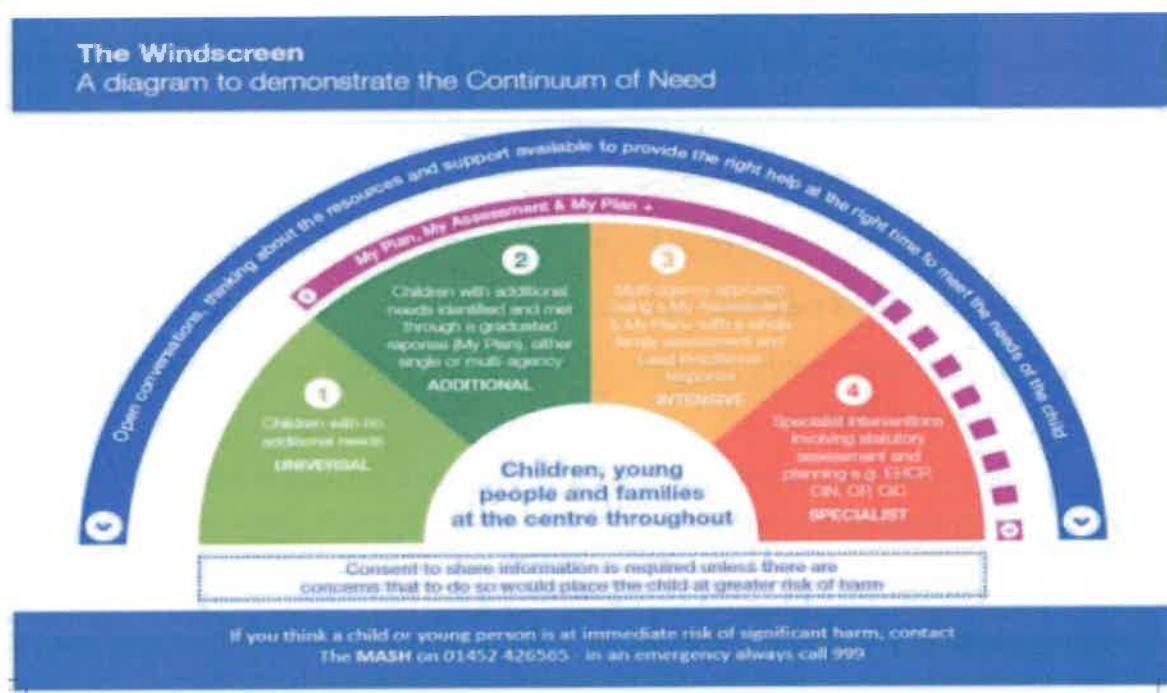 The Windscreen
A diagram to demonstrate the Continuum of Need
Open conversations, thinking about the resources and support available to provide the right help at the right time to meet the needs of the child
My Plan, My Assessment & My Plan +
1
Children with no
additional needs
UNIVERSAL
2
Children with additional
needs identified and met
through a graduated
reponse (My Plan), either
single or multi-agency
ADDITIONAL
3
Multi-agency approach
using a My Assessment
& My Plan+ with a whole
family assessment and
Lead Practitioner
response
INTENSIVE
4
Specialist interventions
involving statutory
assessment and
planning e.g. EHCP,
CIN, CP, CiC
SPECIALIST
Children, young
people and families
at the centre throughout
Consent to share information is required unless there are
concerns that to do so would place the child at greater risk of harm
If you think a child or young person is at immediate risk of significant harm, contact
The MASH on 01452 426565 - in an emergency always call 999